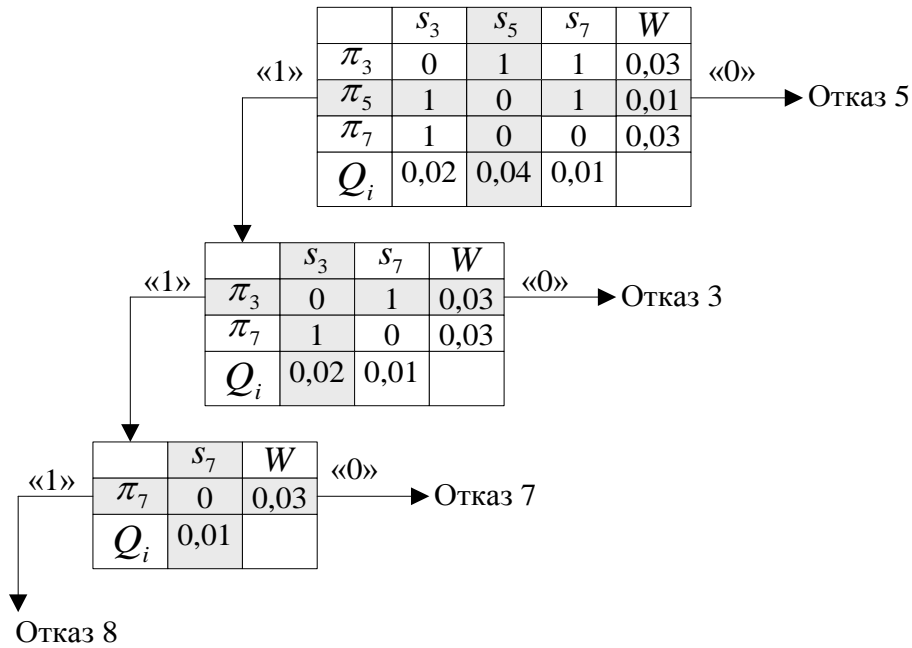 s₃ s₅ s₇ W
π₃ 0 1 1 0,03
«1» «0»
π₅ 1 0 1 0,01 Отказ 5
π₇ 1 0 0 0,03
Qᵢ 0,02 0,04 0,01
s₃ s₇ W
«1» «0»
π₃ 0 1 0,03 Отказ 3
π₇ 1 0 0,03
Qᵢ 0,02 0,01
s₇ W
«1» «0»
π₇ 0 0,03 Отказ 7
Qᵢ 0,01
Отказ 8